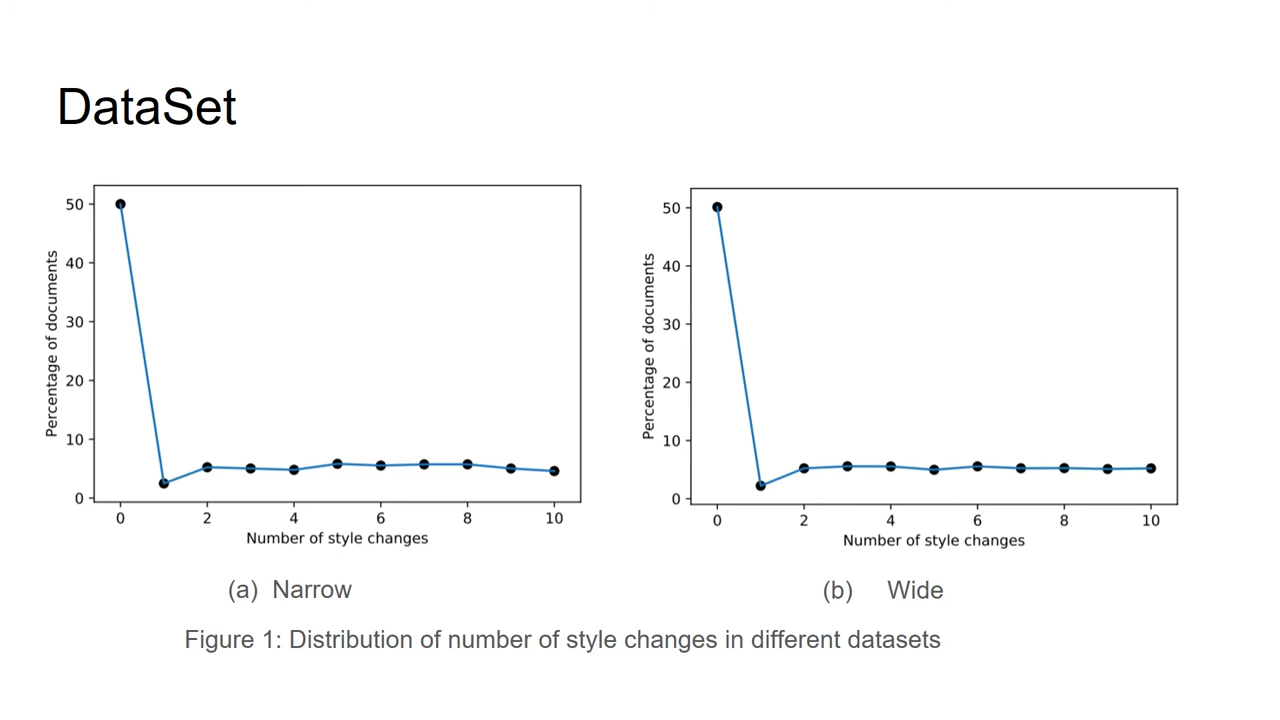 DataSet
50
40
30
20
10
0
Percentage of documents
0 2 4 6 8 10
Number of style changes
(a) Narrow
50
40
30
20
10
0
Percentage of documents
0 2 4 6 8 10
Number of style changes
(b) Wide
Figure 1: Distribution of number of style changes in different datasets